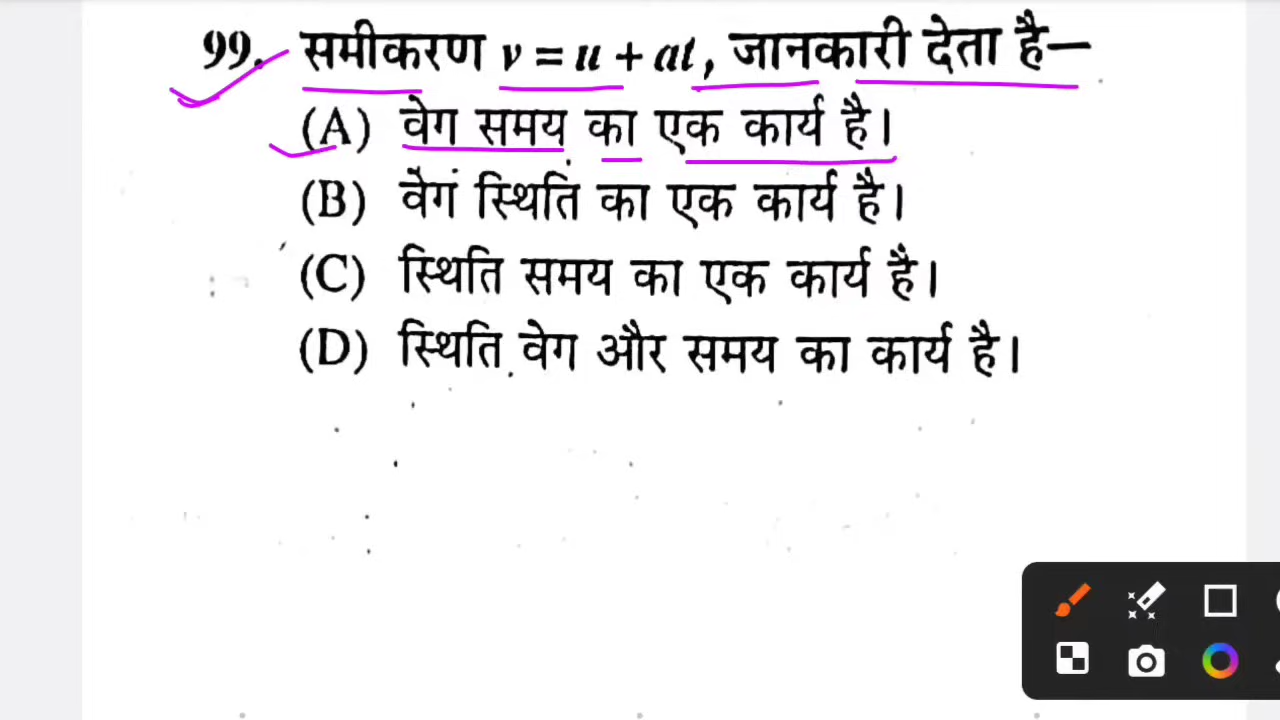 99. समीकरण v = u + at, जानकारी देता है—
(A) वेग समय का एक कार्य है।
(B) वेग स्थिति का एक कार्य है।
(C) स्थिति समय का एक कार्य है।
(D) स्थिति वेग और समय का कार्य है।